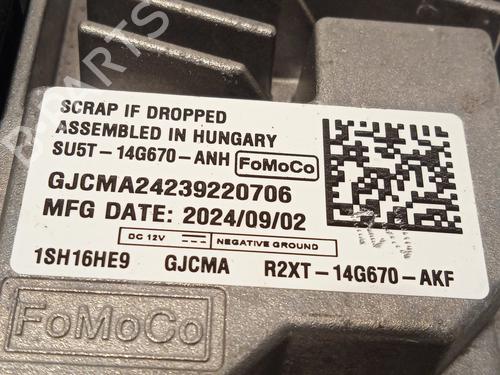 SCRAP IF DROPPED
ASSEMBLED IN HUNGARY
SU5T-14G670-ANH FoMoCo
GJCMA24239220706
MFG DATE: 2024/09/02
DC 12V NEGATIVE GROUND
1SH16HE9 GJCMA R2XT-14G670-AKF
FoMoCo